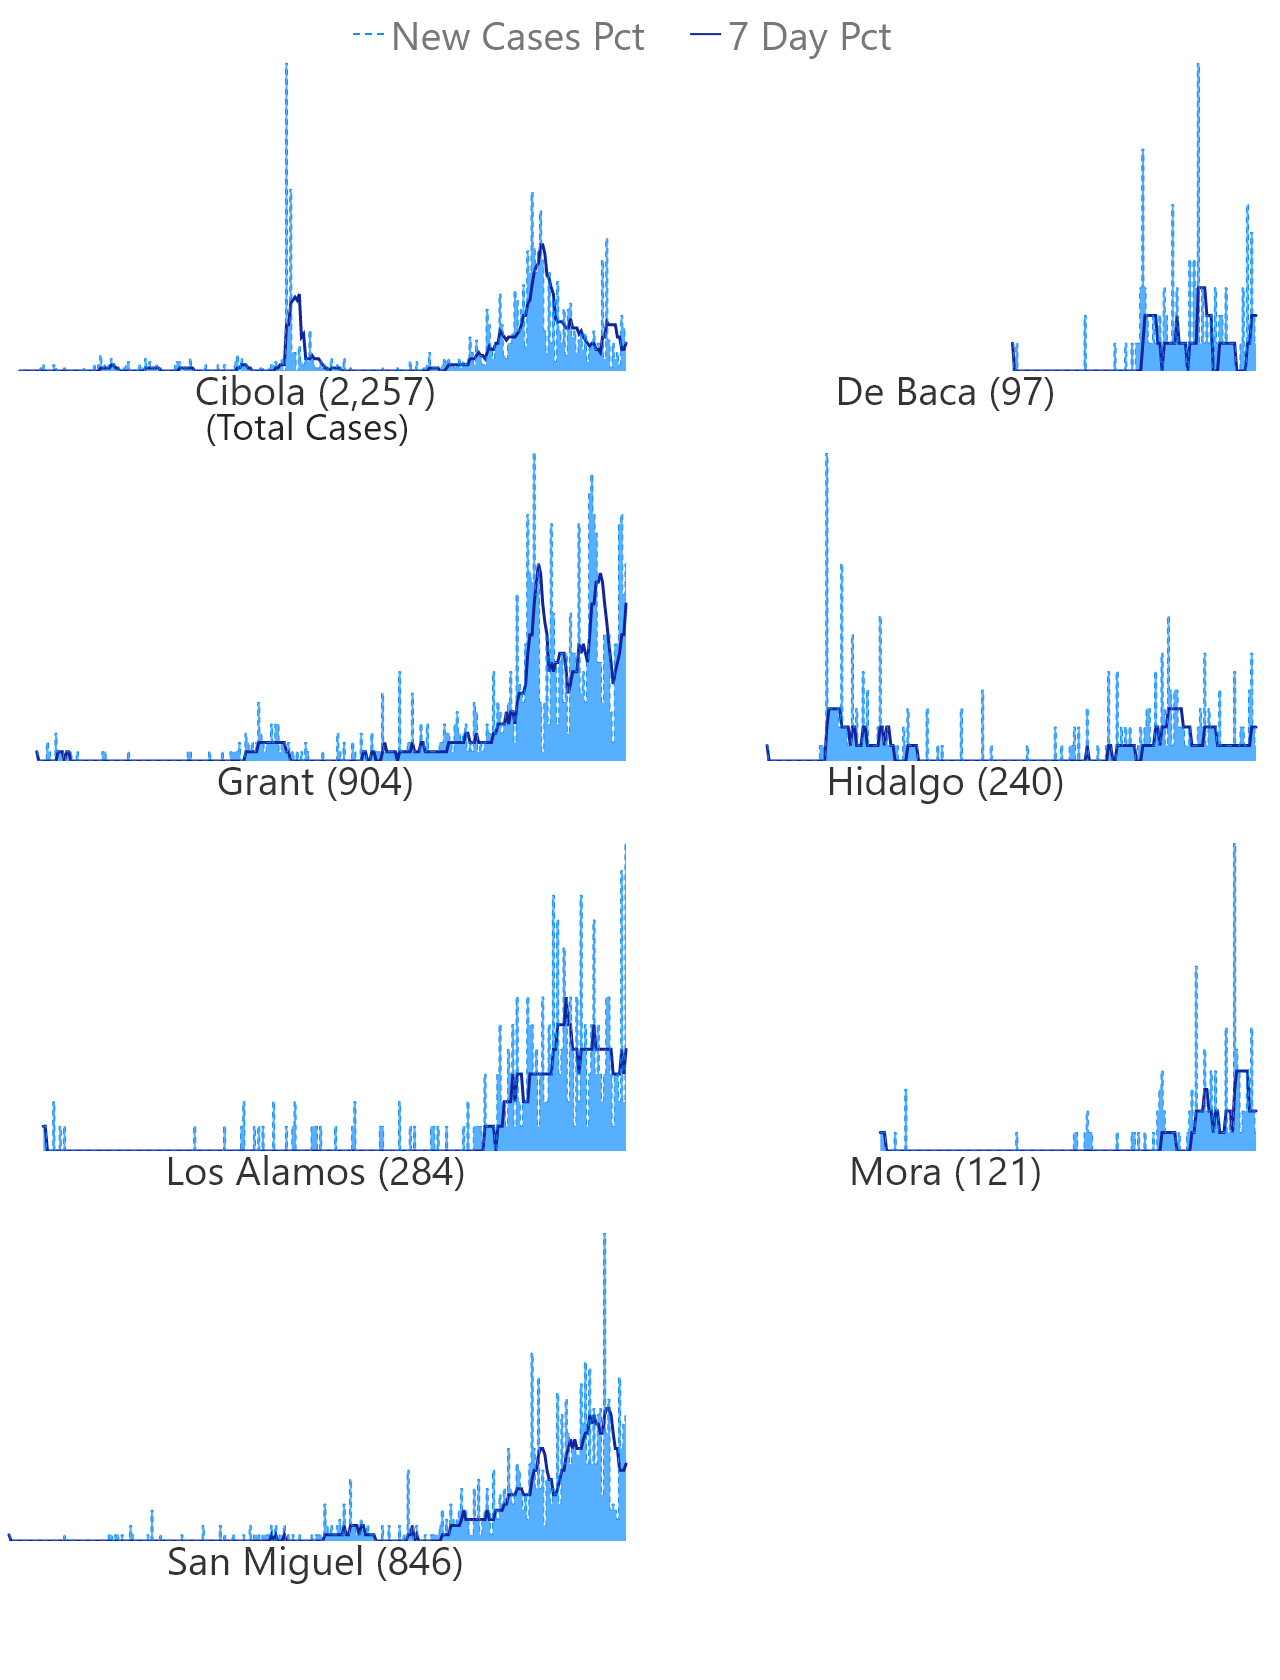 New Cases Pct 7 Day Pct
Cibola (2,257)
(Total Cases)
De Baca (97)
Grant (904)
Hidalgo (240)
Los Alamos (284)
Mora (121)
San Miguel (846)